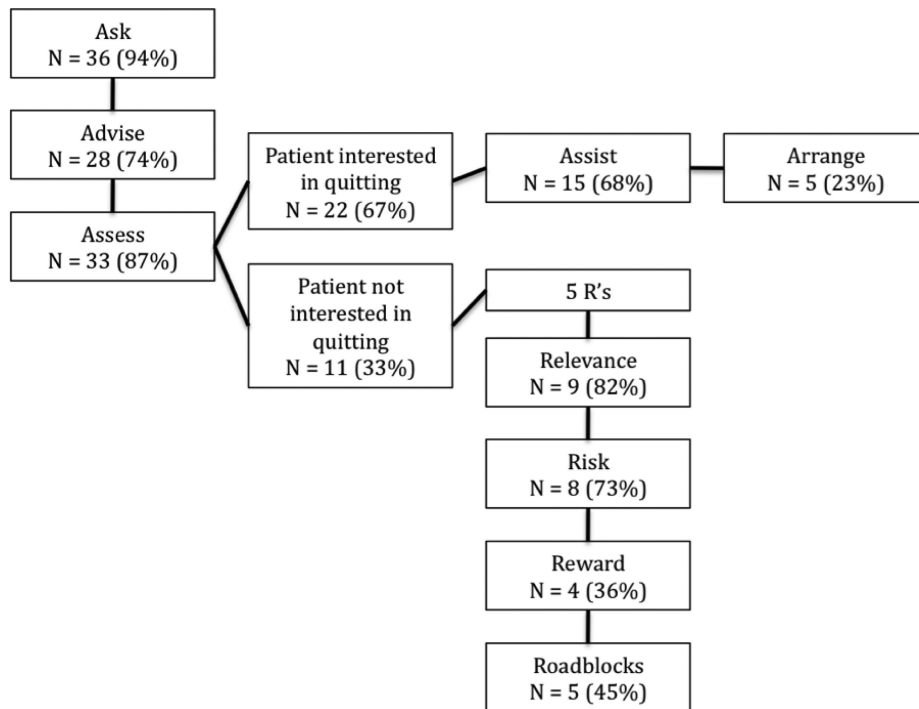 Ask
N = 36 (94%)
Advise
N = 28 (74%)
Assess
N = 33 (87%)
Patient interested
in quitting
N = 22 (67%)
Assist
N = 15 (68%)
Arrange
N = 5 (23%)
Patient not
interested in
quitting
N = 11 (33%)
5 R's
Relevance
N = 9 (82%)
Risk
N = 8 (73%)
Reward
N = 4 (36%)
Roadblocks
N = 5 (45%)